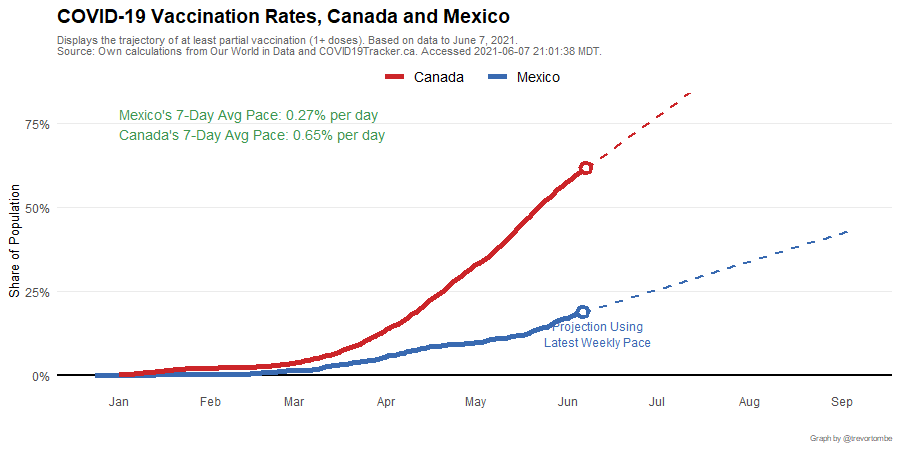 COVID-19 Vaccination Rates, Canada and Mexico
Displays the trajectory of at least partial vaccination (1+ doses). Based on data to June 7, 2021.
Source: Own calculations from Our World in Data and COVID19Tracker.ca. Accessed 2021-06-07 21:01:38 MDT.
Canada Mexico
Mexico's 7-Day Avg Pace: 0.27% per day
Canada's 7-Day Avg Pace: 0.65% per day
75%
50%
25%
0%
Share of Population
Projection Using
Latest Weekly Pace
Jan Feb Mar Apr May Jun Jul Aug Sep
Graph by @trevortombe